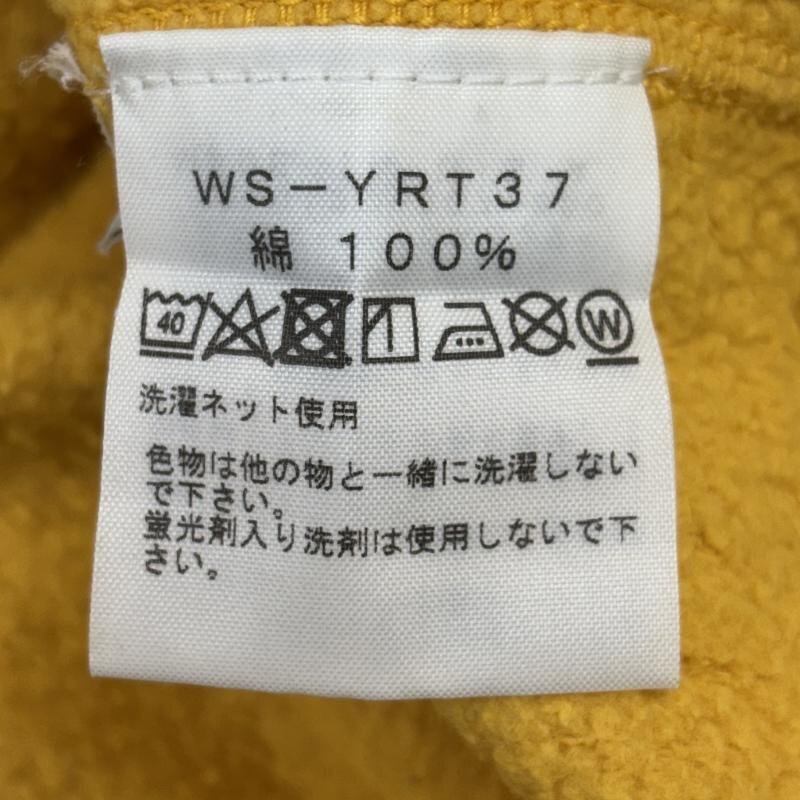 WS－YRT37
綿 100%
40
W
洗濯ネット使用
色物は他の物と一緒に洗濯しない
で下さい。
蛍光剤入り洗剤は使用しないで下
さい。